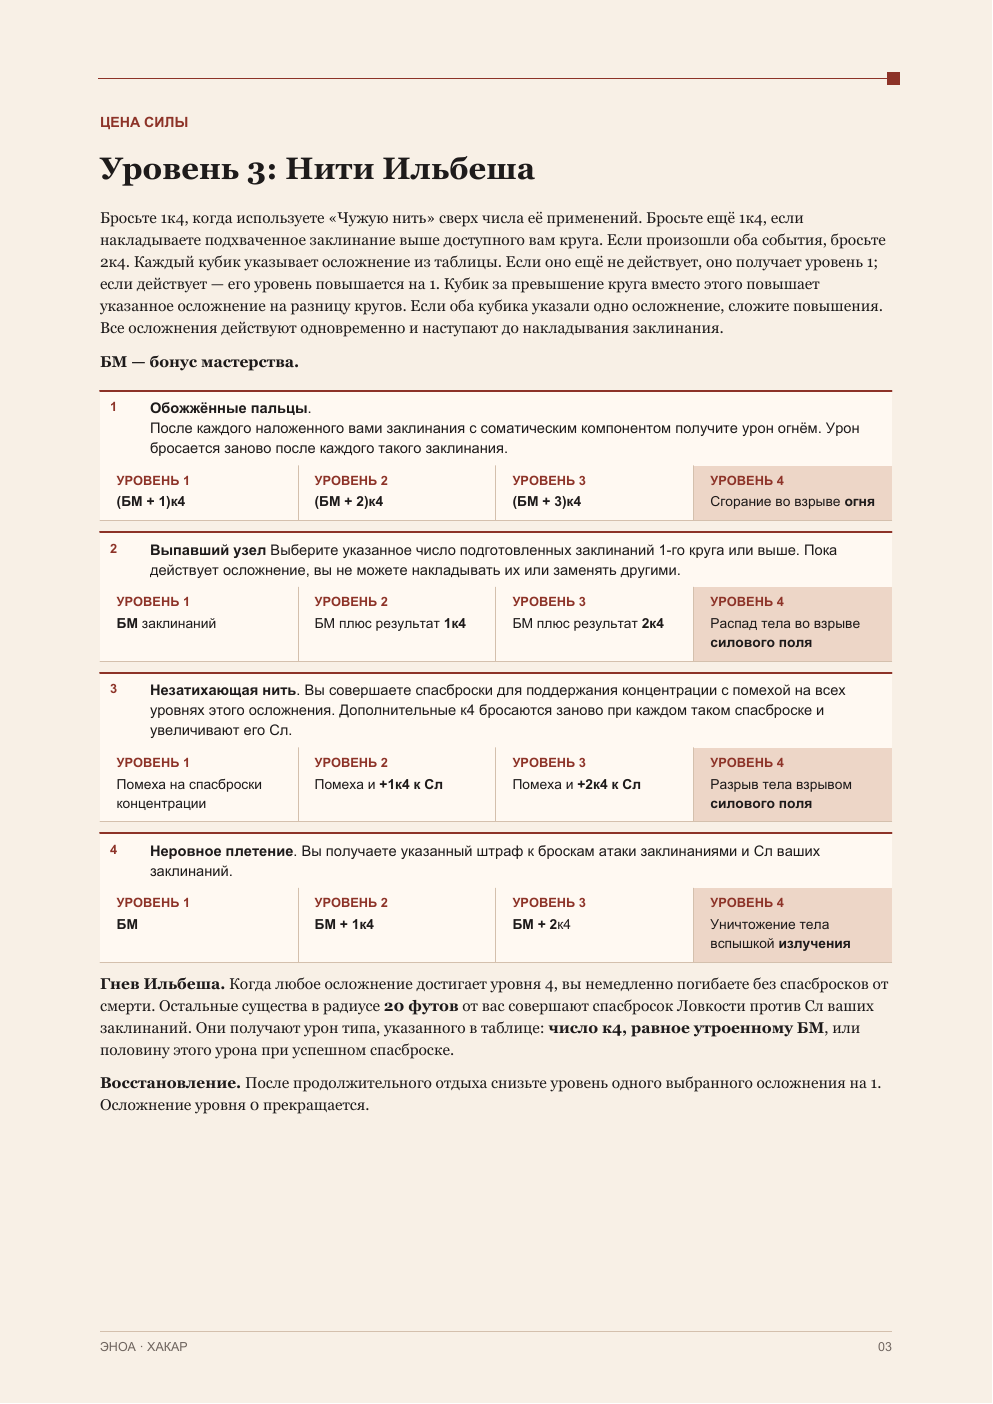 ЦЕНА СИЛЫ
Уровень 3: Нити Ильбеша
Бросьте 1к4, когда используете «Чужую нить» сверх числа её применений. Бросьте ещё 1к4, если
накладываете подхваченное заклинание выше доступного вам круга. Если произошли оба события, бросьте
2к4. Каждый кубик указывает осложнение из таблицы. Если оно ещё не действует, оно получает уровень 1;
если действует — его уровень повышается на 1. Кубик за превышение круга вместо этого повышает
указанное осложнение на разницу кругов. Если оба кубика указали одно осложнение, сложите повышения.
Все осложнения действуют одновременно и наступают до накладывания заклинания.
БМ — бонус мастерства.
1 Обожжённые пальцы.
После каждого наложенного вами заклинания с соматическим компонентом получите урон огнём. Урон
бросается заново после каждого такого заклинания.
УРОВЕНЬ 1 УРОВЕНЬ 2 УРОВЕНЬ 3 УРОВЕНЬ 4
(БМ + 1)к4 (БМ + 2)к4 (БМ + 3)к4 Сгорание во взрыве огня
2 Выпавший узел Выберите указанное число подготовленных заклинаний 1-го круга или выше. Пока
действует осложнение, вы не можете накладывать их или заменять другими.
УРОВЕНЬ 1 УРОВЕНЬ 2 УРОВЕНЬ 3 УРОВЕНЬ 4
БМ заклинаний БМ плюс результат 1к4 БМ плюс результат 2к4 Распад тела во взрыве
силового поля
3 Незатихающая нить. Вы совершаете спасброски для поддержания концентрации с помехой на всех
уровнях этого осложнения. Дополнительные к4 бросаются заново при каждом таком спасброске и
увеличивают его Сл.
УРОВЕНЬ 1 УРОВЕНЬ 2 УРОВЕНЬ 3 УРОВЕНЬ 4
Помеха на спасброски Помеха и +1к4 к Сл Помеха и +2к4 к Сл Разрыв тела взрывом
концентрации силового поля
4 Неровное плетение. Вы получаете указанный штраф к броскам атаки заклинаниями и Сл ваших
заклинаний.
УРОВЕНЬ 1 УРОВЕНЬ 2 УРОВЕНЬ 3 УРОВЕНЬ 4
БМ БМ + 1к4 БМ + 2к4 Уничтожение тела
вспышкой излучения
Гнев Ильбеша. Когда любое осложнение достигает уровня 4, вы немедленно погибаете без спасбросков от
смерти. Остальные существа в радиусе 20 футов от вас совершают спасбросок Ловкости против Сл ваших
заклинаний. Они получают урон типа, указанного в таблице: число к4, равное утроенному БМ, или
половину этого урона при успешном спасброске.
Восстановление. После продолжительного отдыха снизьте уровень одного выбранного осложнения на 1.
Осложнение уровня 0 прекращается.
ЭНОА · ХАКАР 03